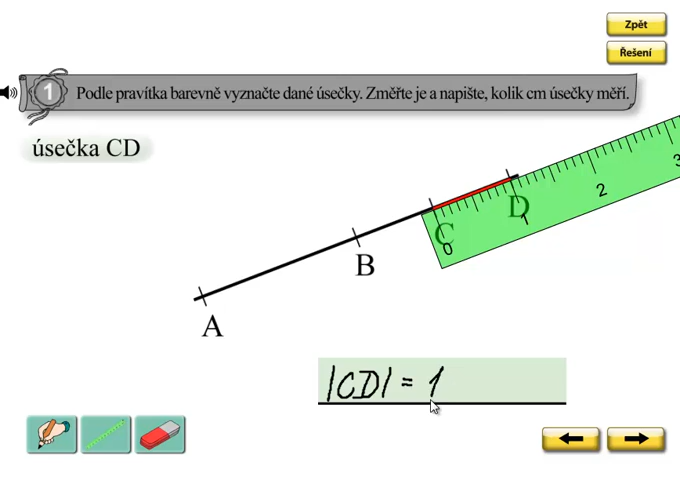 Zpět
Řešení
1 Podle pravítka barevně vyznačte dané úsečky. Změřte je a napište, kolik cm úsečky měří.
úsečka CD
3
2
D
1
C
0
B
A
|CD| = 1